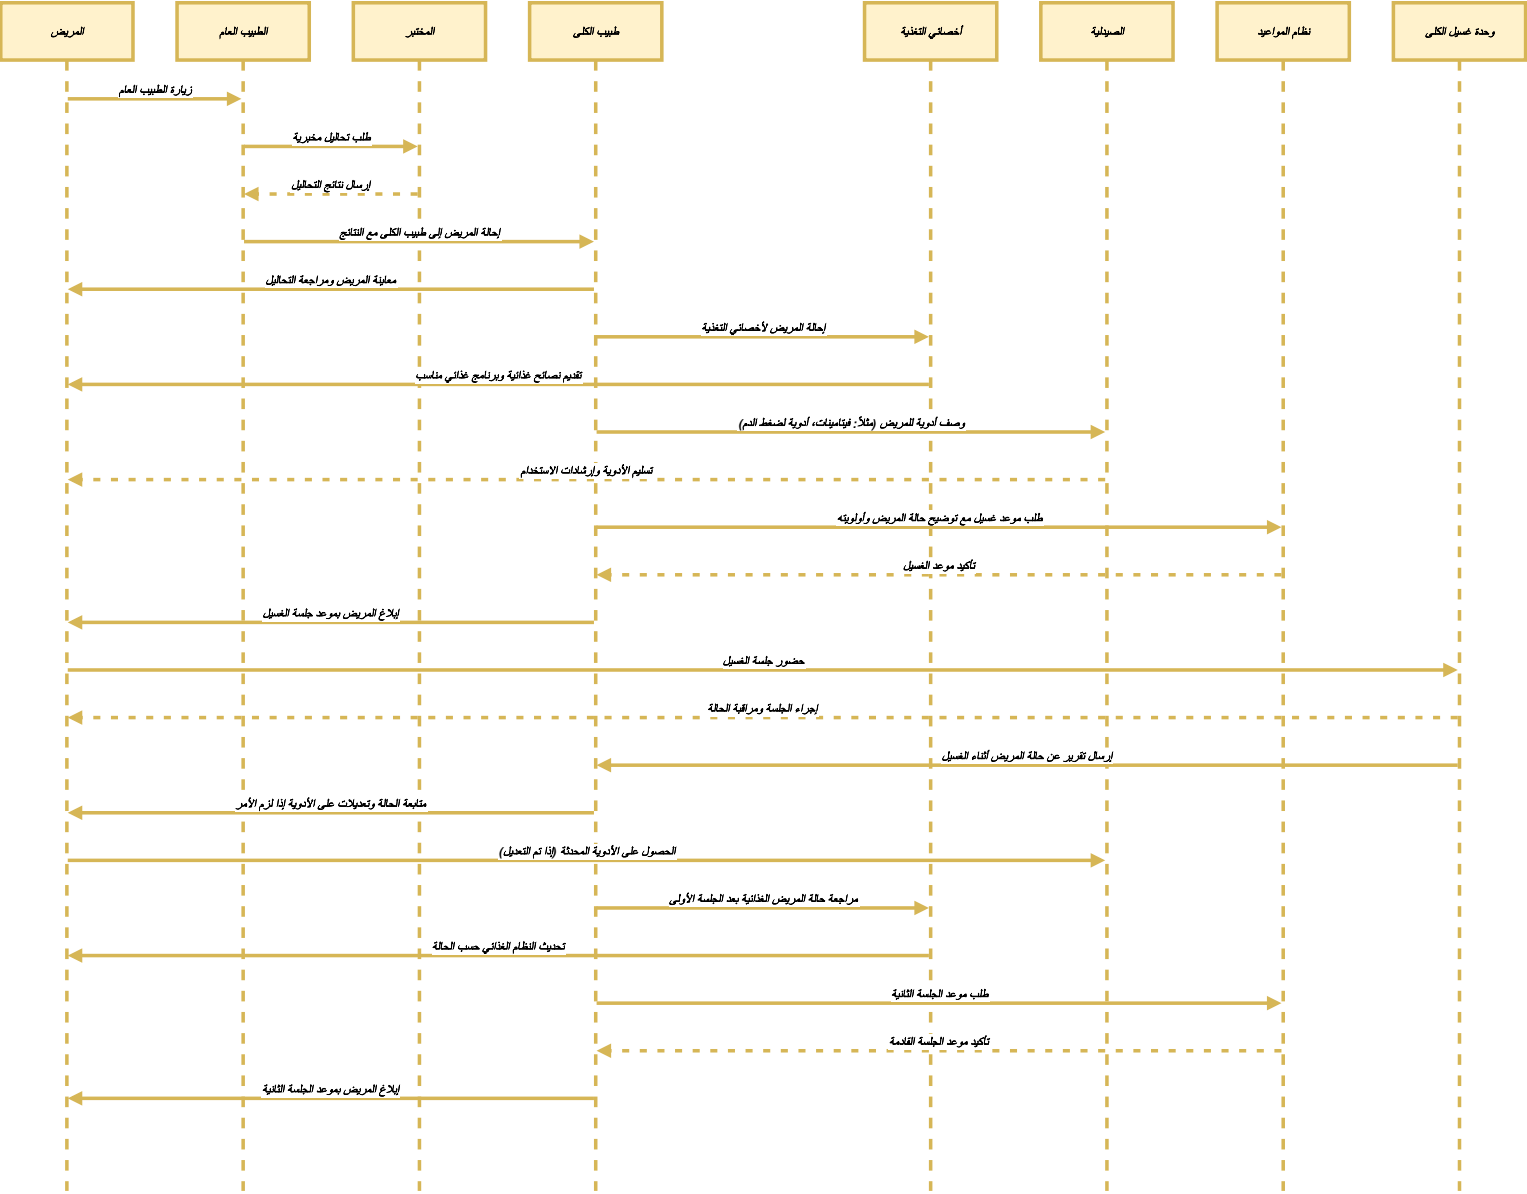 المريض
الطبيب العام
المختبر
طبيب الكلى
أخصائي التغذية
الصيدلية
نظام المواعيد
وحدة غسيل الكلى
زيارة الطبيب العام
طلب تحاليل مخبرية
إرسال نتائج التحاليل
إحالة المريض إلى طبيب الكلى مع النتائج
معاينة المريض ومراجعة التحاليل
إحالة المريض لأخصائي التغذية
تقديم نصائح غذائية وبرنامج غذائي مناسب
وصف أدوية للمريض (مثلاً: فيتامينات، أدوية لضغط الدم)
تسليم الأدوية وإرشادات الاستخدام
طلب موعد غسيل مع توضيح حالة المريض وأولويته
تأكيد موعد الغسيل
إبلاغ المريض بموعد جلسة الغسيل
حضور جلسة الغسيل
إجراء الجلسة ومراقبة الحالة
إرسال تقرير عن حالة المريض أثناء الغسيل
متابعة الحالة وتعديلات على الأدوية إذا لزم الأمر
الحصول على الأدوية المحدثة (إذا تم التعديل)
مراجعة حالة المريض الغذائية بعد الجلسة الأولى
تحديث النظام الغذائي حسب الحالة
طلب موعد الجلسة الثانية
تأكيد موعد الجلسة القادمة
إبلاغ المريض بموعد الجلسة الثانية